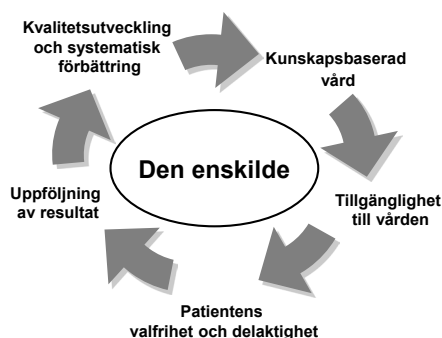 Kvalitetsutveckling
och systematisk
förbättring
Kunskapsbaserad
vård
Den enskilde
Tillgänglighet
till vården
Uppföljning
av resultat
Patientens
valfrihet och delaktighet